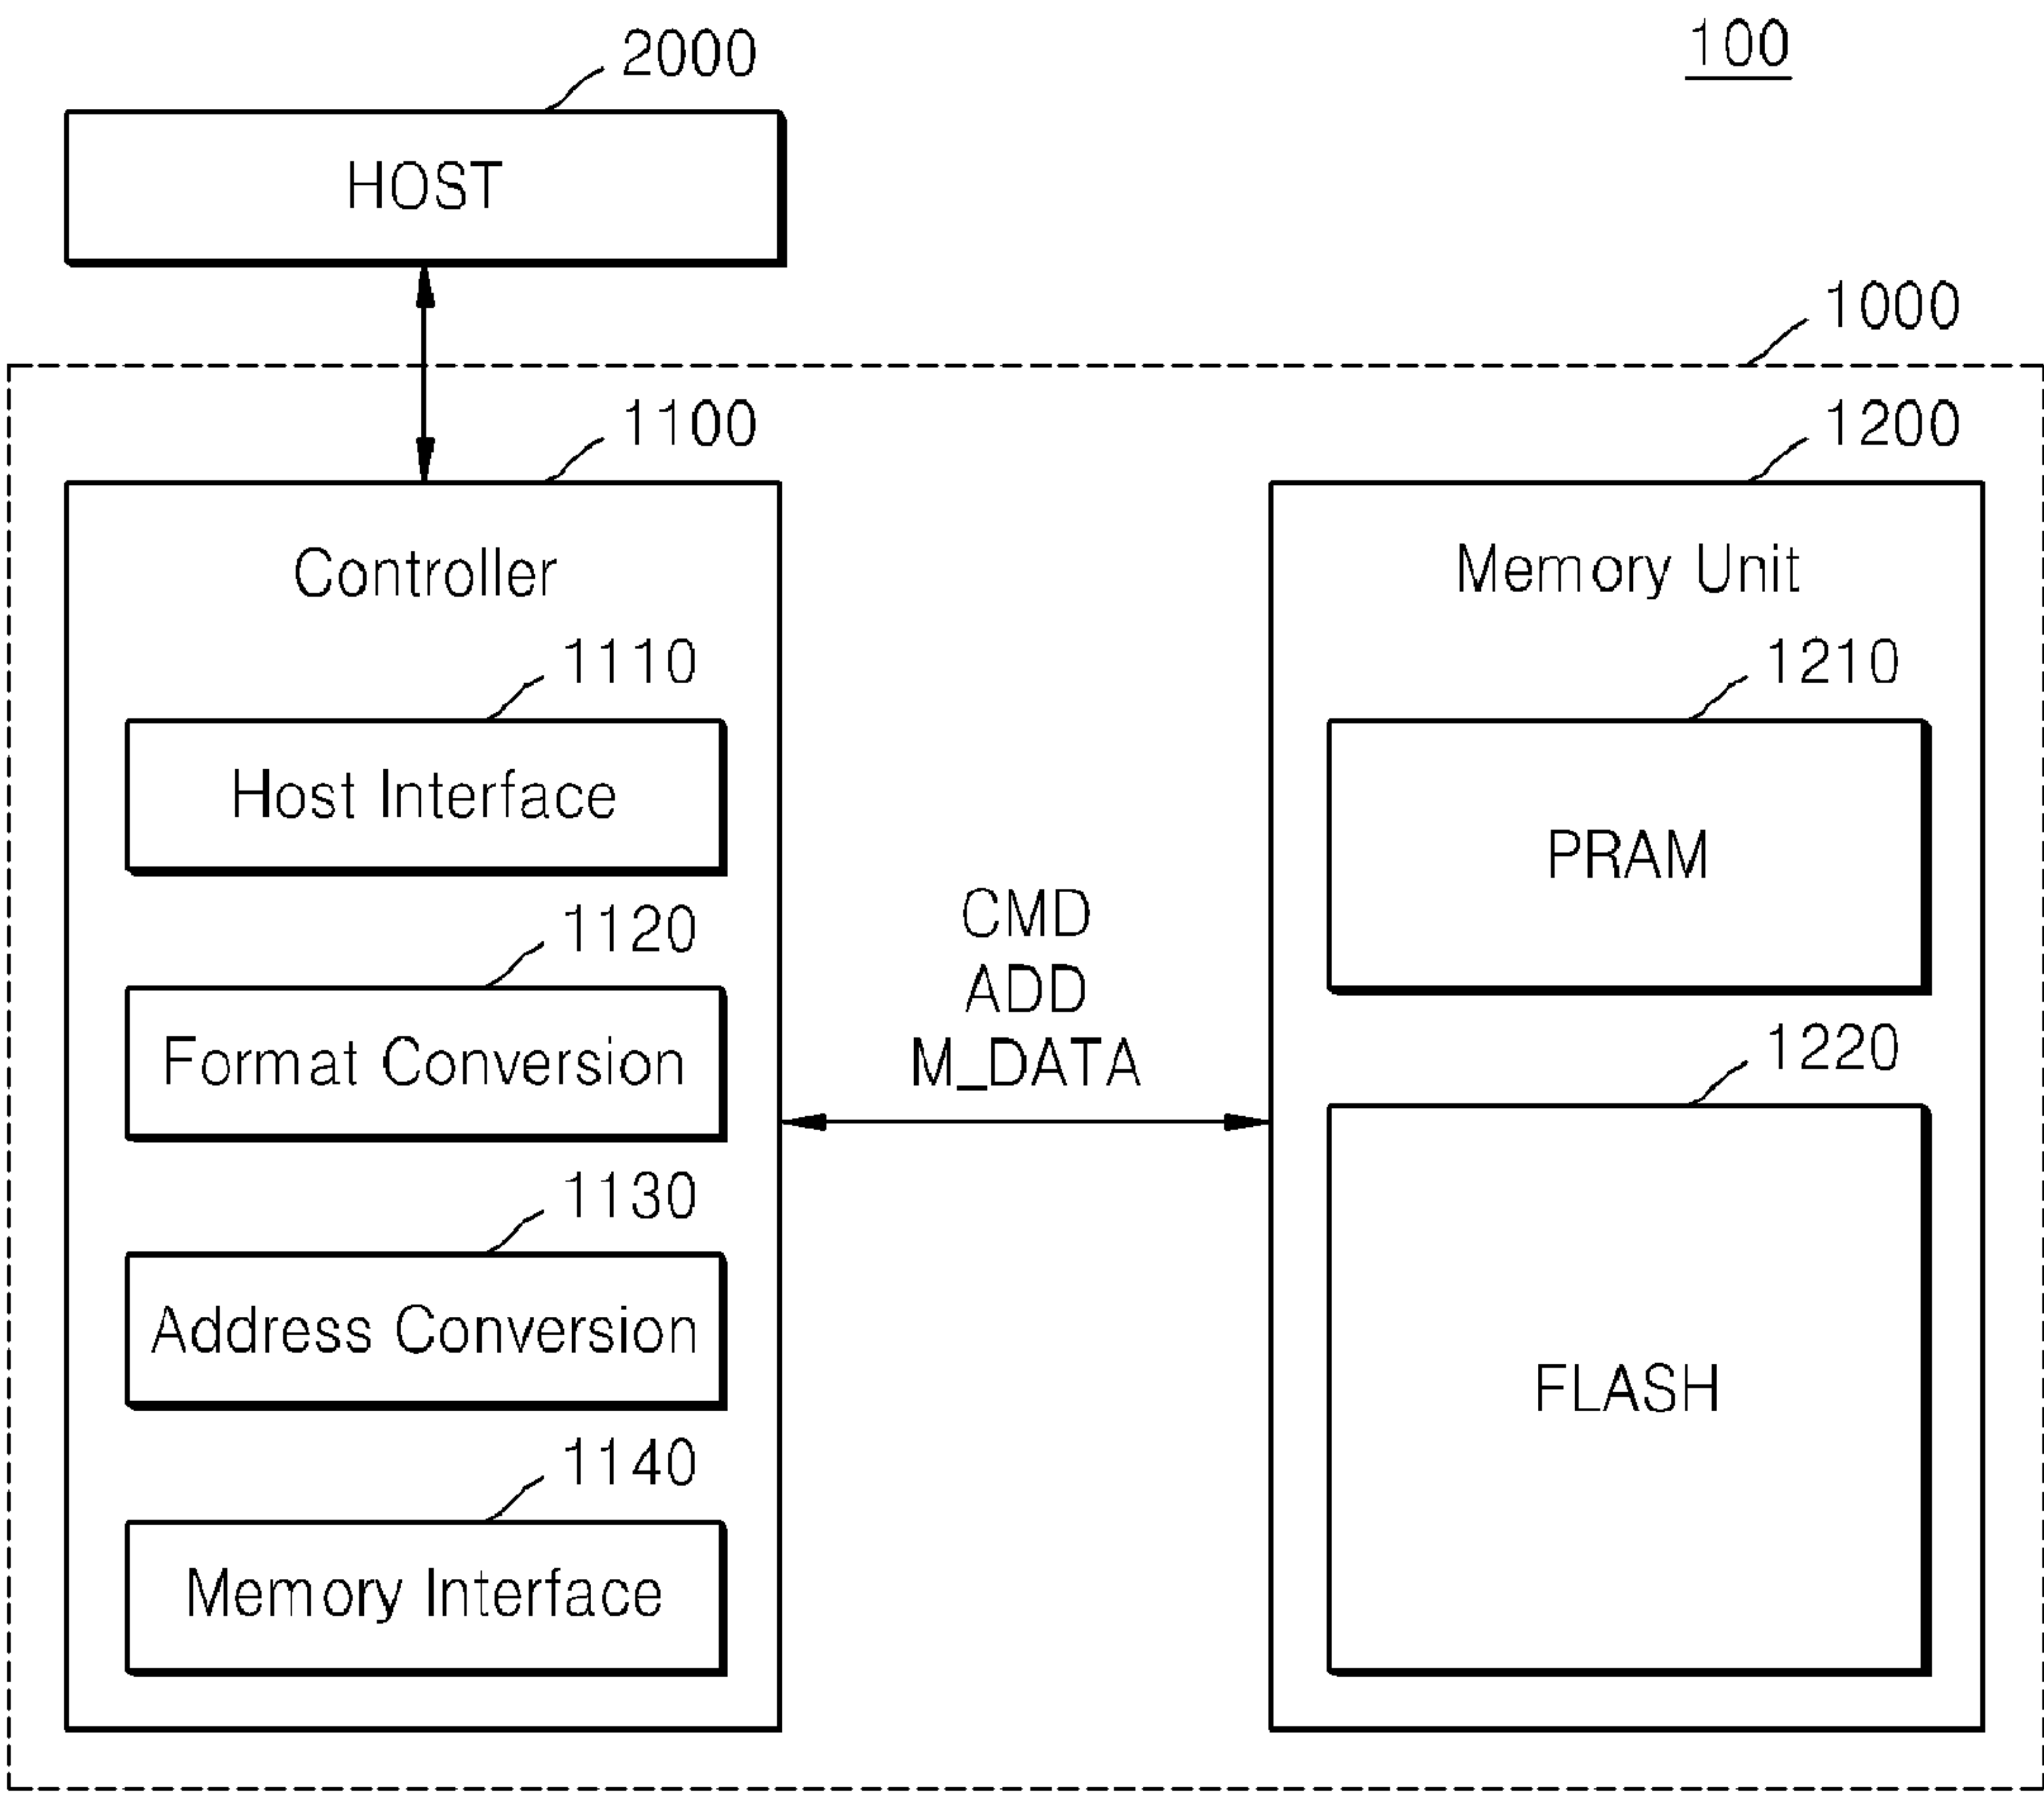 100
2000
HOST
1000
1100
Controller
1110
Host Interface
1120
Format Conversion
1130
Address Conversion
1140
Memory Interface
CMD
ADD
M_DATA
1200
Memory Unit
1210
PRAM
1220
FLASH